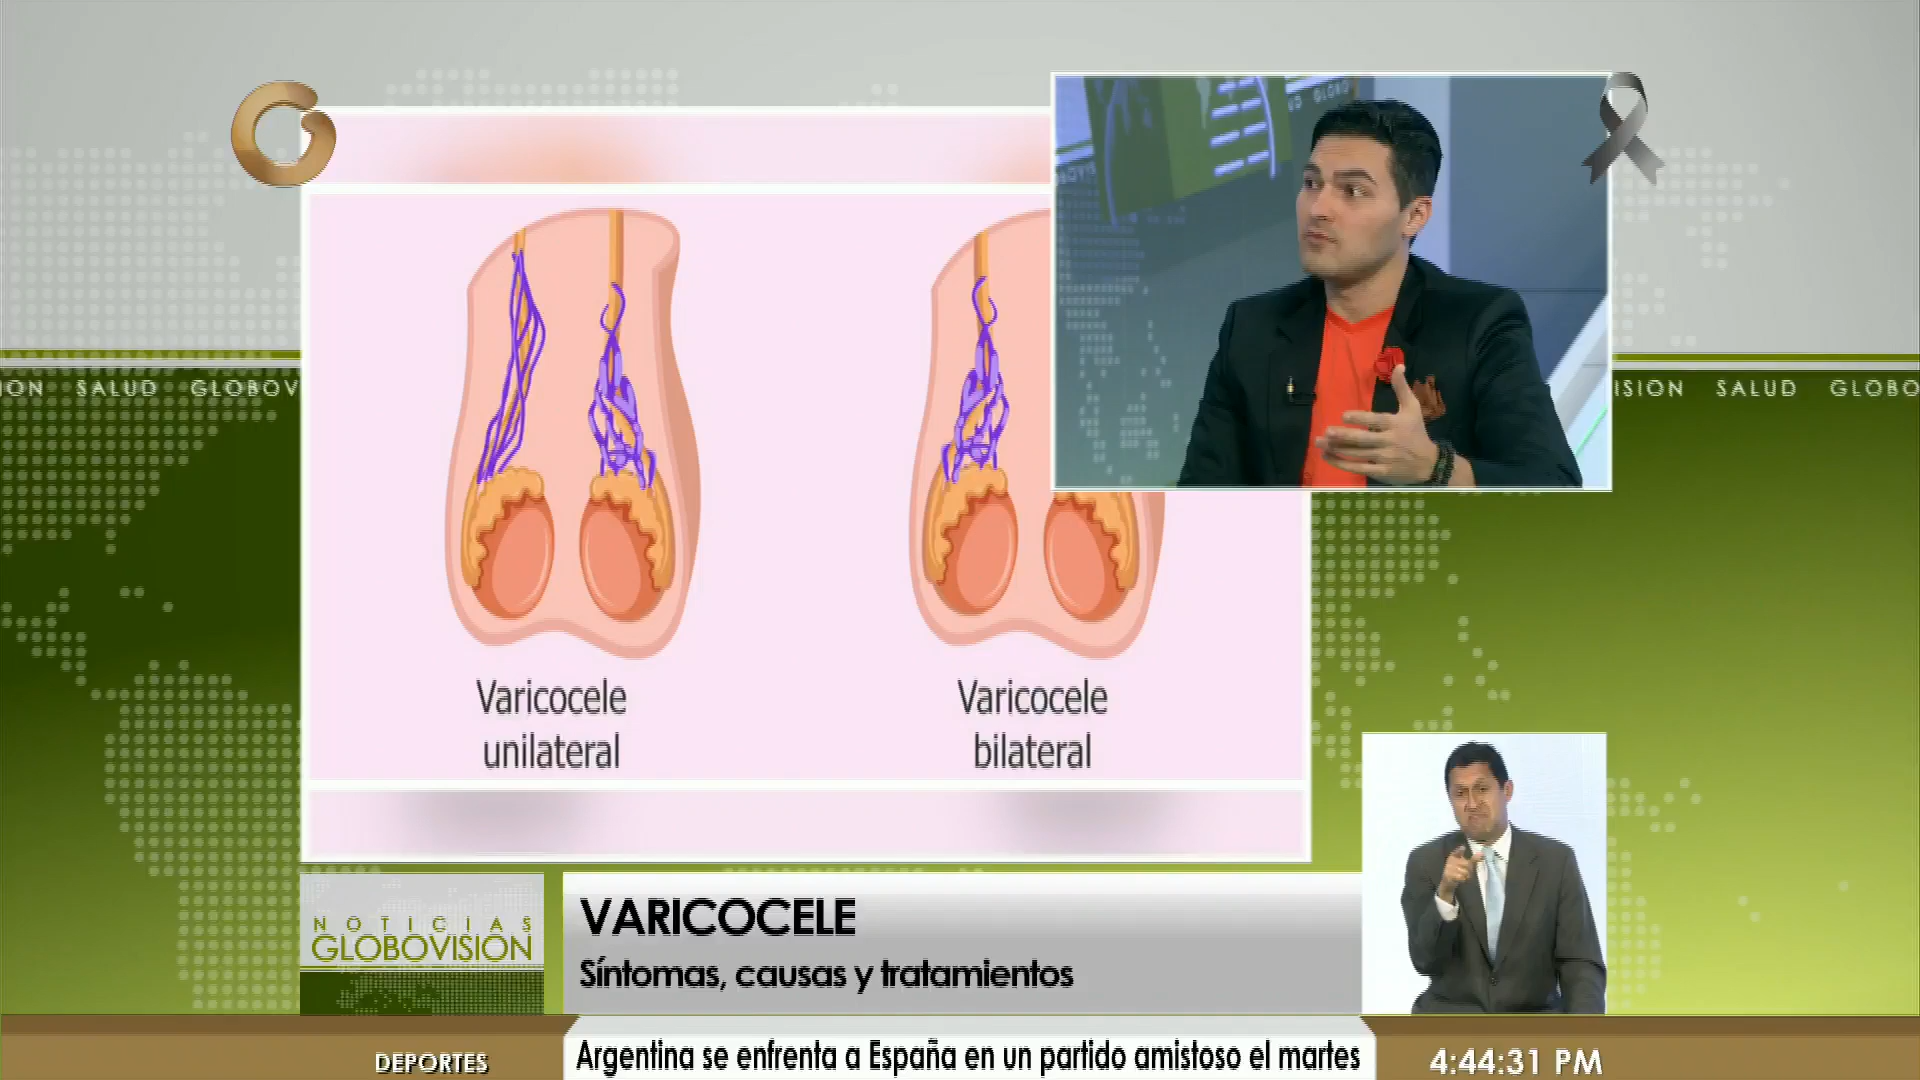 ION SALUD GLOBOV
ISION SALUD GLOBO
Varicocele
unilateral
Varicocele
bilateral
NOTICIAS
GLOBOVISIÓN
VARICOCELE
Síntomas, causas y tratamientos
DEPORTES
Argentina se enfrenta a España en un partido amistoso el martes
4:44:31 PM